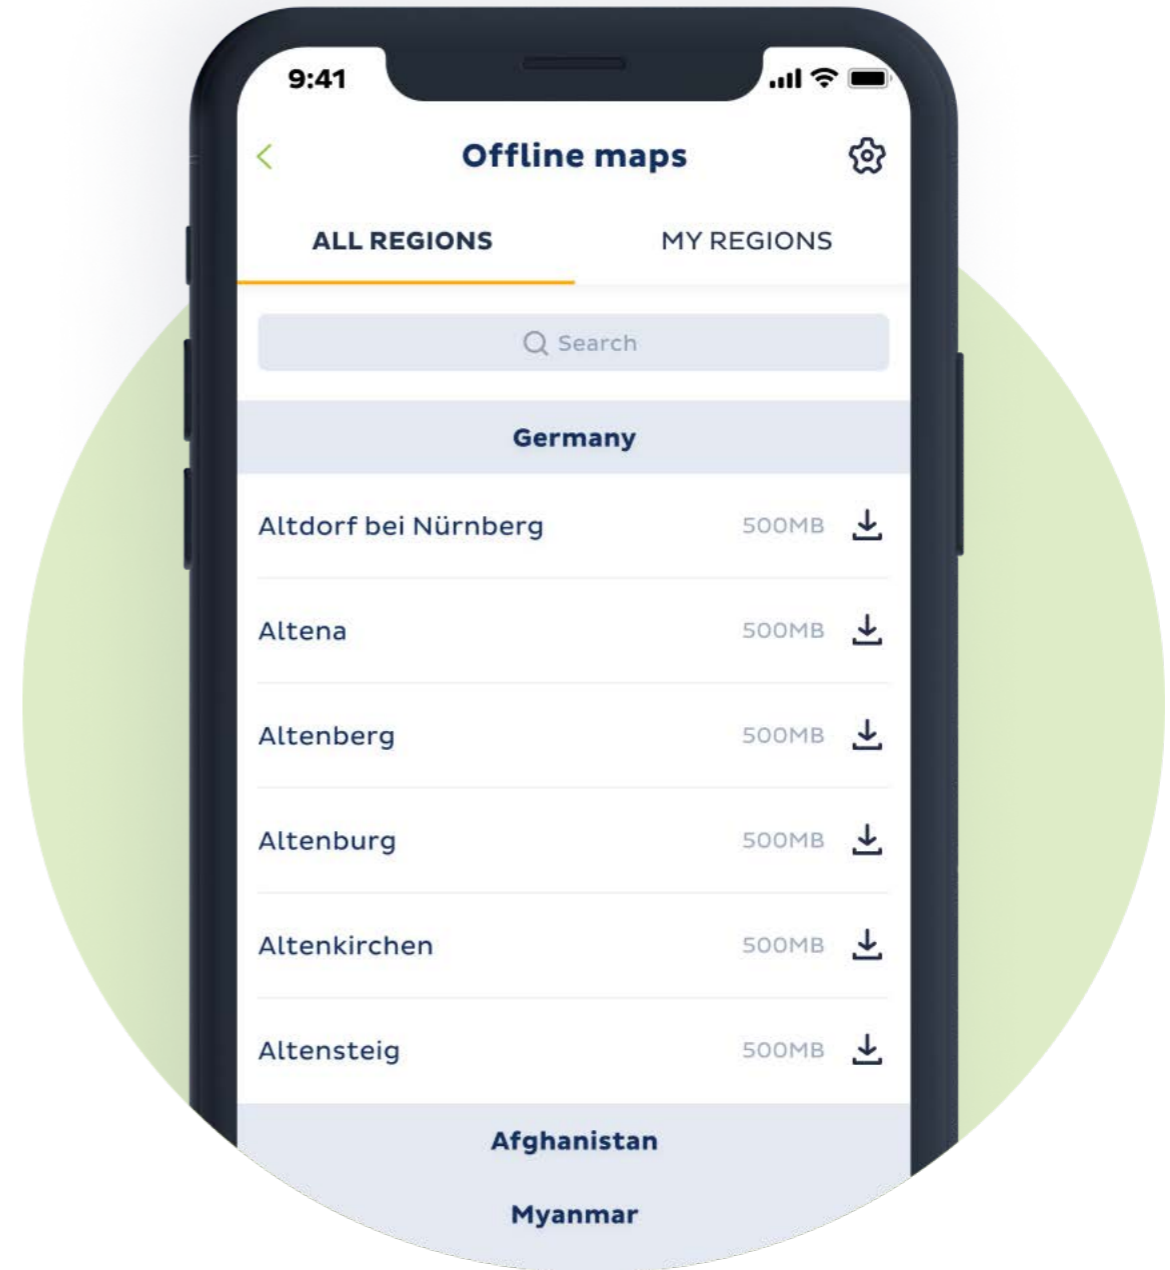 9:41
Offline maps
ALL REGIONS MY REGIONS
Search
Germany
Altdorf bei Nürnberg 500MB
Altena 500MB
Altenberg 500MB
Altenburg 500MB
Altenkirchen 500MB
Altensteig 500MB
Afghanistan
Myanmar